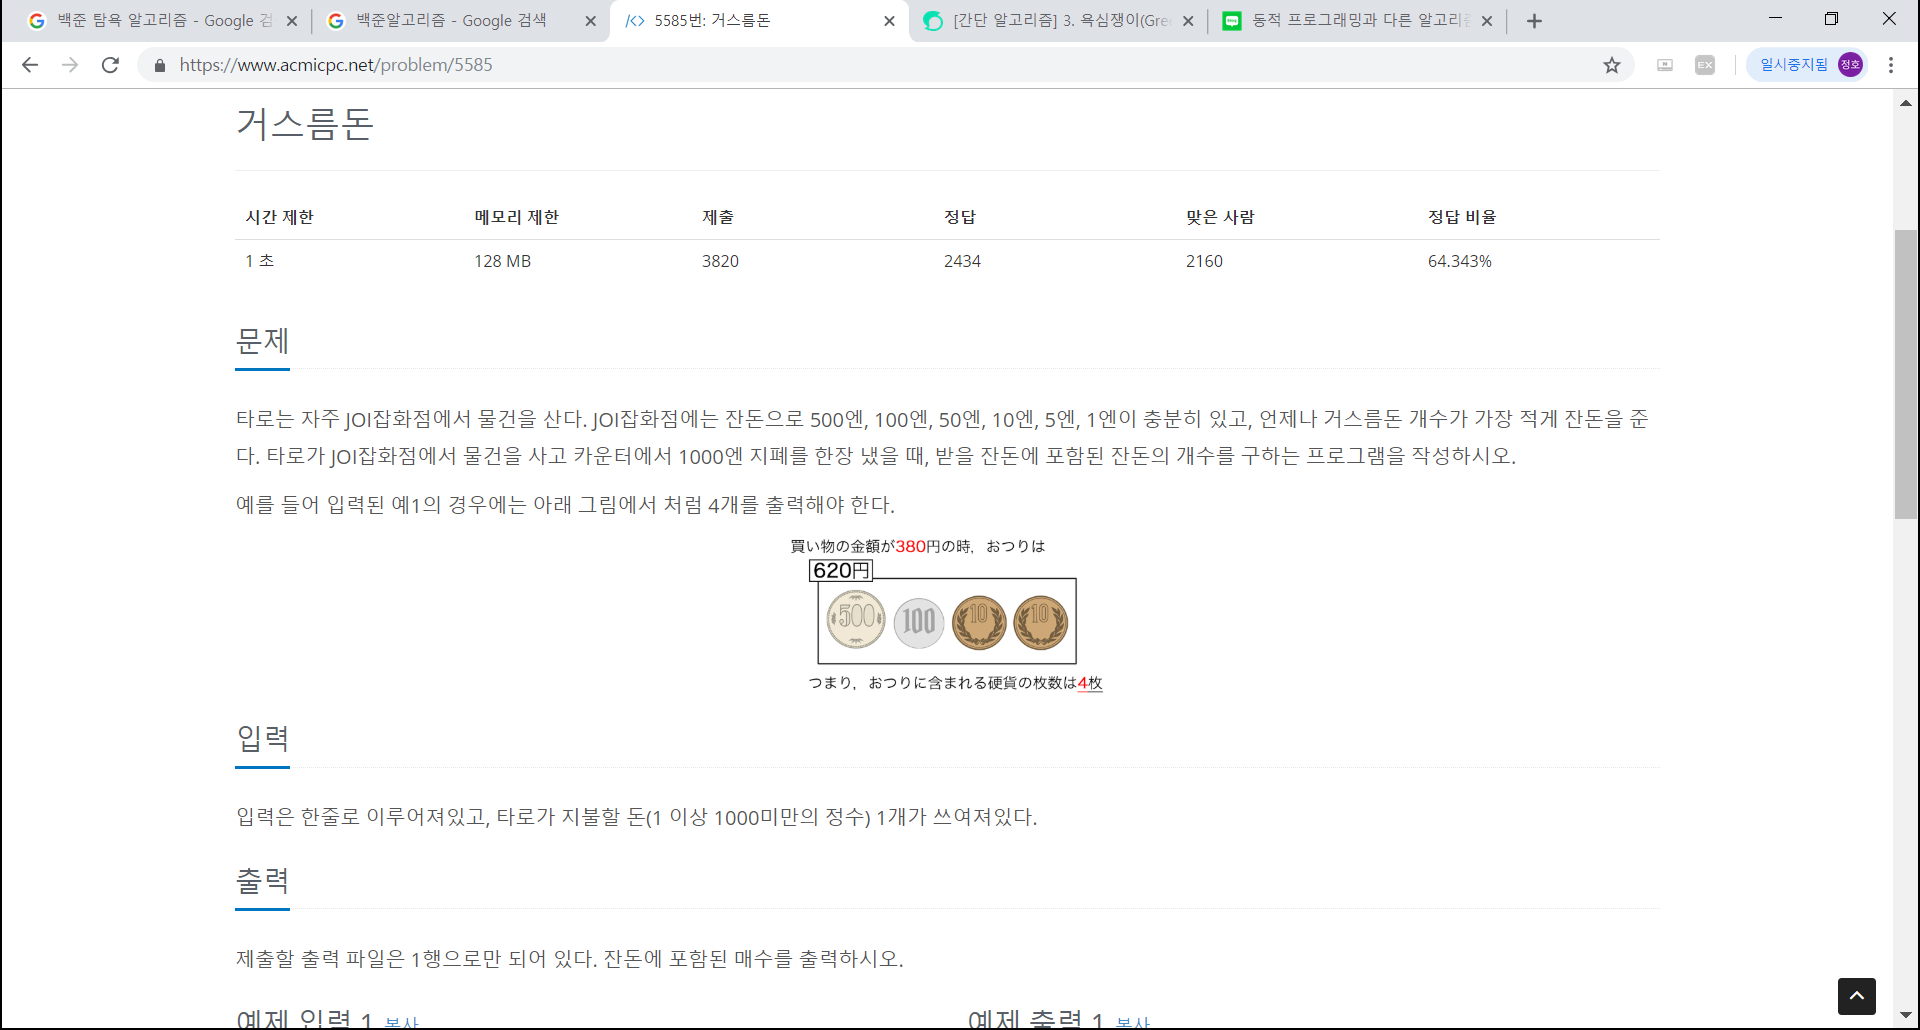 백준 탐욕 알고리즘 - Google 검
백준알고리즘 - Google 검색
5585번: 거스름돈
[간단 알고리즘] 3. 욕심쟁이(Gre
동적 프로그래밍과 다른 알고리즘
https://www.acmicpc.net/problem/5585
EX
일시중지됨
정호
거스름돈
시간 제한 메모리 제한 제출 정답 맞은 사람 정답 비율
1 초 128 MB 3820 2434 2160 64.343%
문제
타로는 자주 JOI잡화점에서 물건을 산다. JOI잡화점에는 잔돈으로 500엔, 100엔, 50엔, 10엔, 5엔, 1엔이 충분히 있고, 언제나 거스름돈 개수가 가장 적게 잔돈을 준
다. 타로가 JOI잡화점에서 물건을 사고 카운터에서 1000엔 지폐를 한장 냈을 때, 받을 잔돈에 포함된 잔돈의 개수를 구하는 프로그램을 작성하시오.
예를 들어 입력된 예1의 경우에는 아래 그림에서 처럼 4개를 출력해야 한다.
買い物の金額が380円の時, おつりは
620円
500 100 10 10
つまり, おつりに含まれる硬貨の枚数は4枚
입력
입력은 한줄로 이루어져있고, 타로가 지불할 돈(1 이상 1000미만의 정수) 1개가 쓰여져있다.
출력
제출할 출력 파일은 1행으로만 되어 있다. 잔돈에 포함된 매수를 출력하시오.
예제 입력 1 복사
예제 출력 1 복사